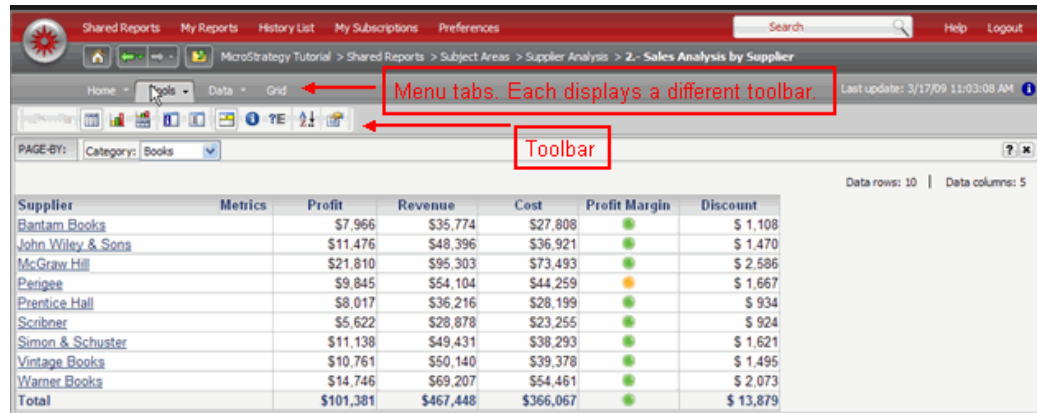 Shared Reports My Reports History List My Subscriptions Preferences Search Help Logout
MicroStrategy Tutorial > Shared Reports > Subject Areas > Supplier Analysis > 2.- Sales Analysis by Supplier
Home Tools Data Grid Menu tabs. Each displays a different toolbar. Last update: 3/17/09 11:03:08 AM
?E
Toolbar
PAGE-BY: Category: Books
Data rows: 10 | Data columns: 5
Supplier Metrics Profit Revenue Cost Profit Margin Discount
Bantam Books $7,966 $35,774 $27,808 $ 1,108
John Wiley & Sons $11,476 $48,396 $36,921 $ 1,470
McGraw Hill $21,810 $95,303 $73,493 $ 2,586
Perigee $9,845 $54,104 $44,259 $ 1,667
Prentice Hall $8,017 $36,216 $28,199 $ 934
Scribner $5,622 $28,878 $23,255 $ 924
Simon & Schuster $11,138 $49,431 $38,293 $ 1,621
Vintage Books $10,761 $50,140 $39,378 $ 1,495
Warner Books $14,746 $69,207 $54,461 $ 2,073
Total $101,381 $467,448 $366,067 $ 13,879